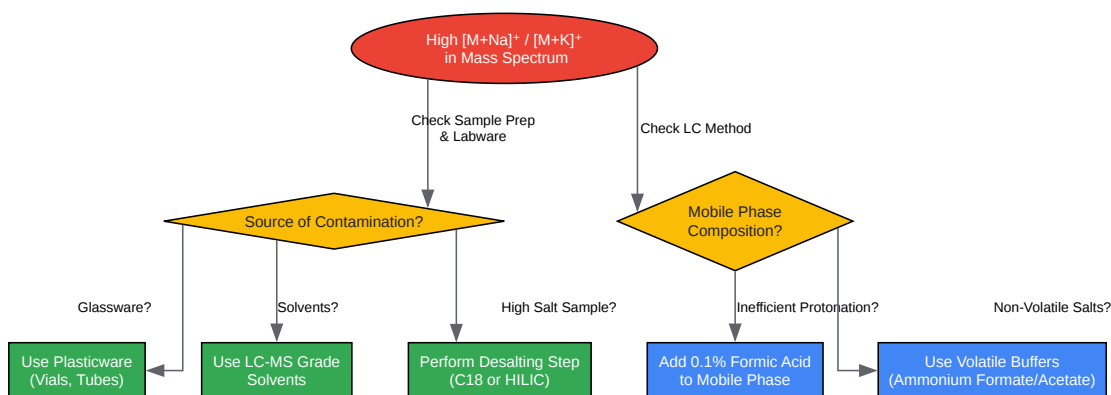 High [M+Na]⁺ / [M+K]⁺
in Mass Spectrum
Check Sample Prep
& Labware
Check LC Method
Source of Contamination?
Mobile Phase
Composition?
Glassware?
Solvents?
High Salt Sample?
Inefficient Protonation?
Non-Volatile Salts?
Use Plasticware
(Vials, Tubes)
Use LC-MS Grade
Solvents
Perform Desalting Step
(C18 or HILIC)
Add 0.1% Formic Acid
to Mobile Phase
Use Volatile Buffers
(Ammonium Formate/Acetate)